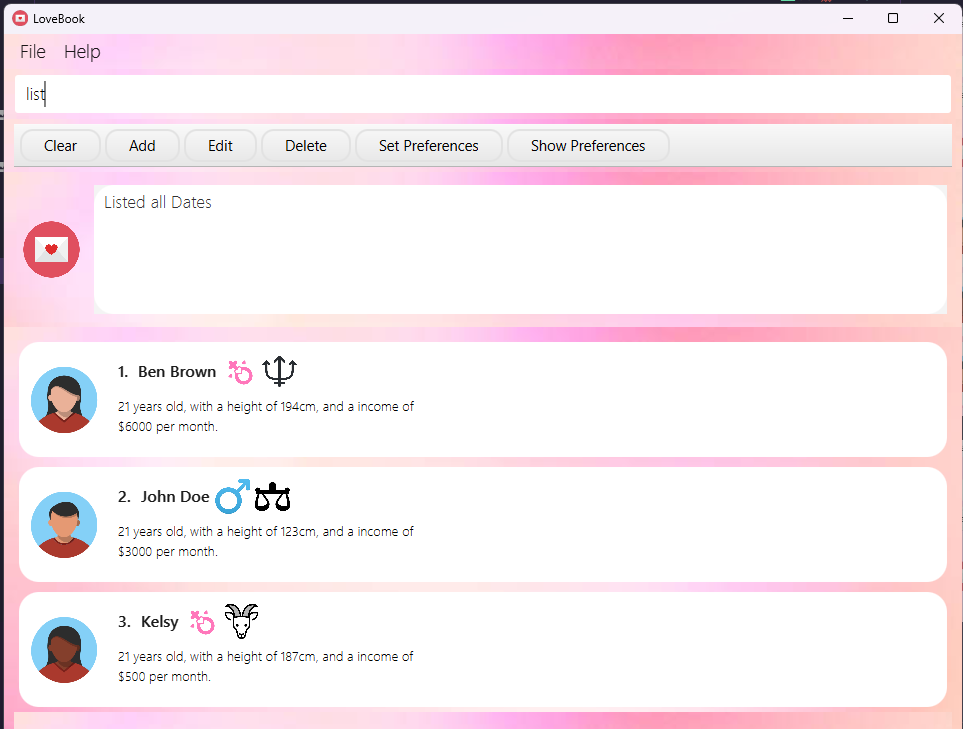 LoveBook
File Help
list
Clear Add Edit Delete Set Preferences Show Preferences
Listed all Dates
1. Ben Brown
21 years old, with a height of 194cm, and a income of
$6000 per month.
2. John Doe
21 years old, with a height of 123cm, and a income of
$3000 per month.
3. Kelsy
21 years old, with a height of 187cm, and a income of
$500 per month.